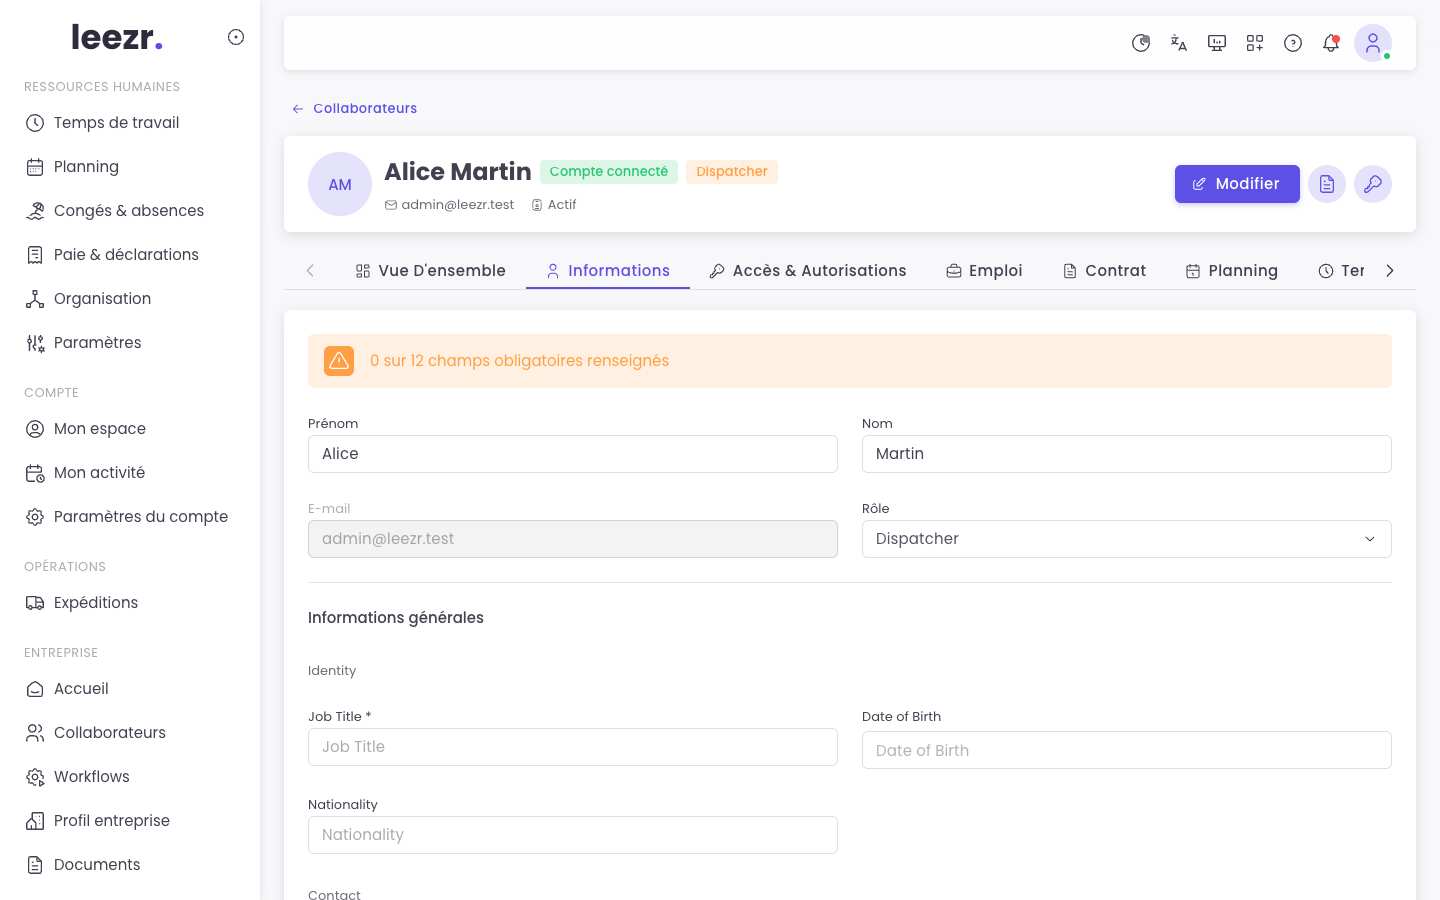 leezr.
RESSOURCES HUMAINES
Temps de travail
Planning
Congés & absences
Paie & déclarations
Organisation
Paramètres
COMPTE
Mon espace
Mon activité
Paramètres du compte
OPÉRATIONS
Expéditions
ENTREPRISE
Accueil
Collaborateurs
Workflows
Profil entreprise
Documents
Collaborateurs
AM
Alice Martin Compte connecté Dispatcher
admin@leezr.test Actif
Modifier
Vue D'ensemble Informations Accès & Autorisations Emploi Contrat Planning Ter
0 sur 12 champs obligatoires renseignés
Prénom Nom
Alice Martin
E-mail Rôle
admin@leezr.test Dispatcher
Informations générales
Identity
Job Title * Date of Birth
Job Title Date of Birth
Nationality
Nationality
Contact